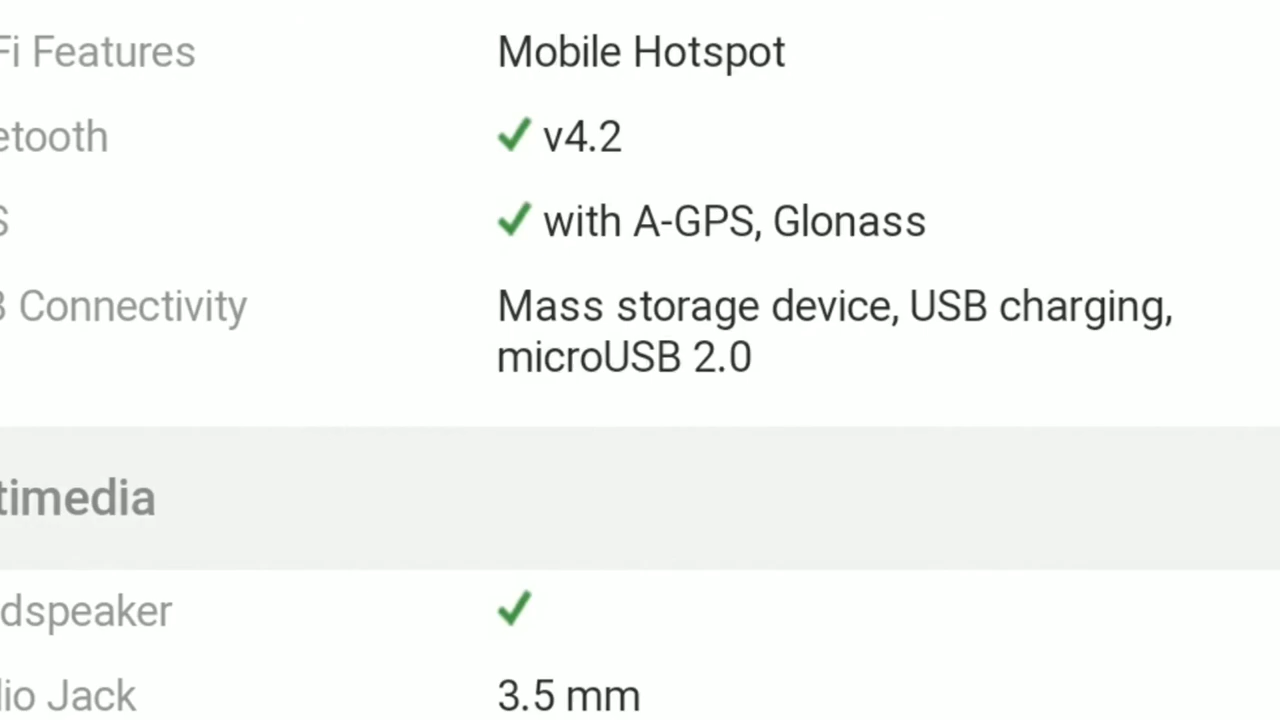 Fi Features Mobile Hotspot
etooth ✔ v4.2
S ✔ with A-GPS, Glonass
B Connectivity Mass storage device, USB charging,
microUSB 2.0
timedia
dspeaker ✔
dio Jack 3.5 mm